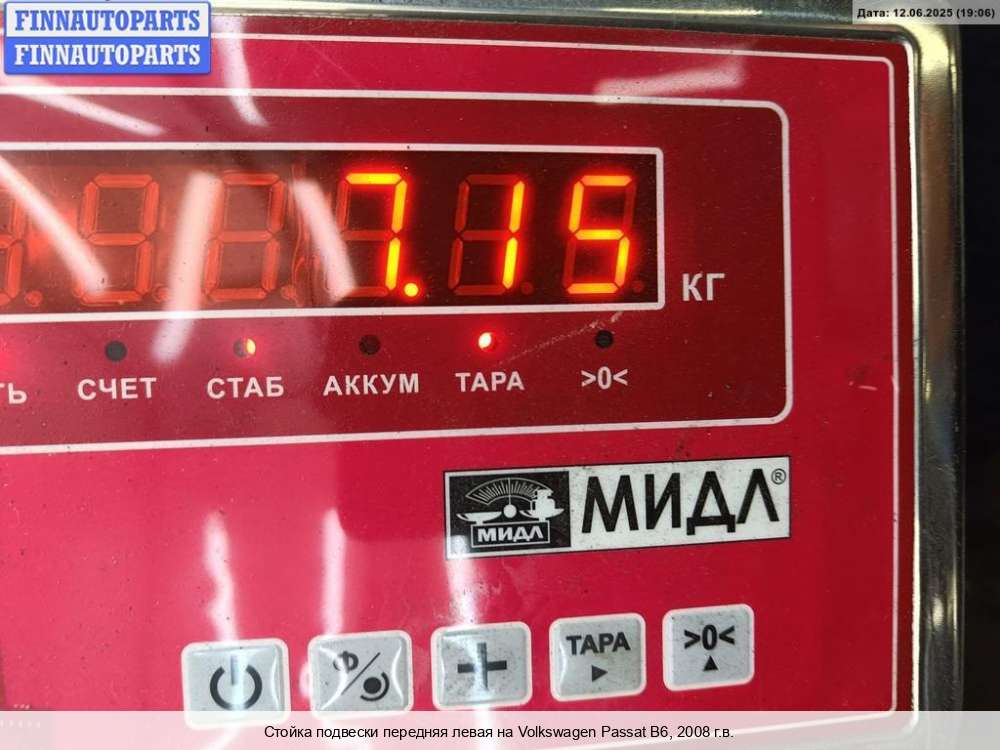 FINNAUTOPARTS
FINNAUTOPARTS
Дата: 12.06.2025 (19:06)
7.15
КГ
СЧЕТ
СТАБ
АККУМ
ТАРА
>0<
МИДЛ
МИДЛ®
Ф/
ТАРА
>0<
Стойка подвески передняя левая на Volkswagen Passat B6, 2008 г.в.